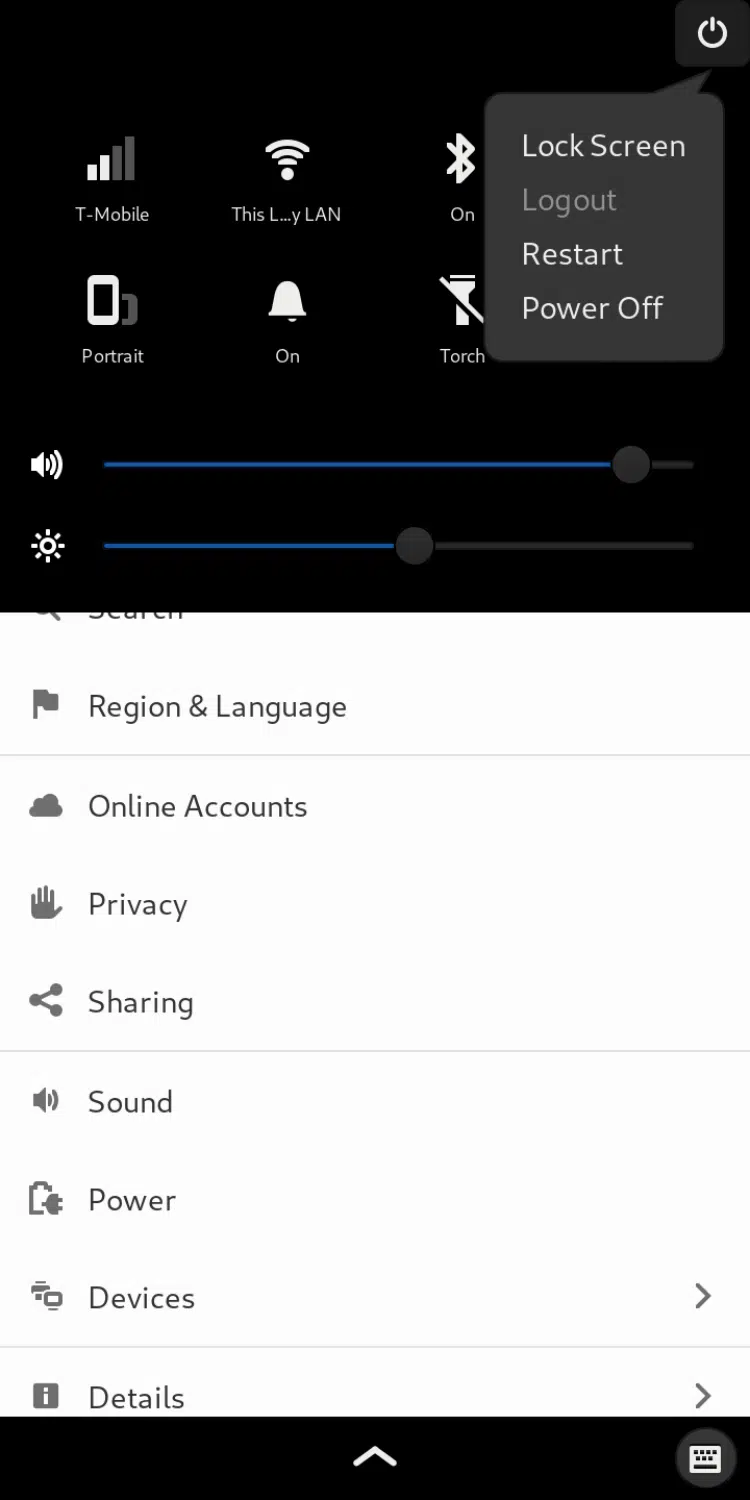 Lock Screen
Logout
Restart
Power Off
T-Mobile
This L...y LAN
On
Portrait
On
Torch
Search
Region & Language
Online Accounts
Privacy
Sharing
Sound
Power
Devices
Details